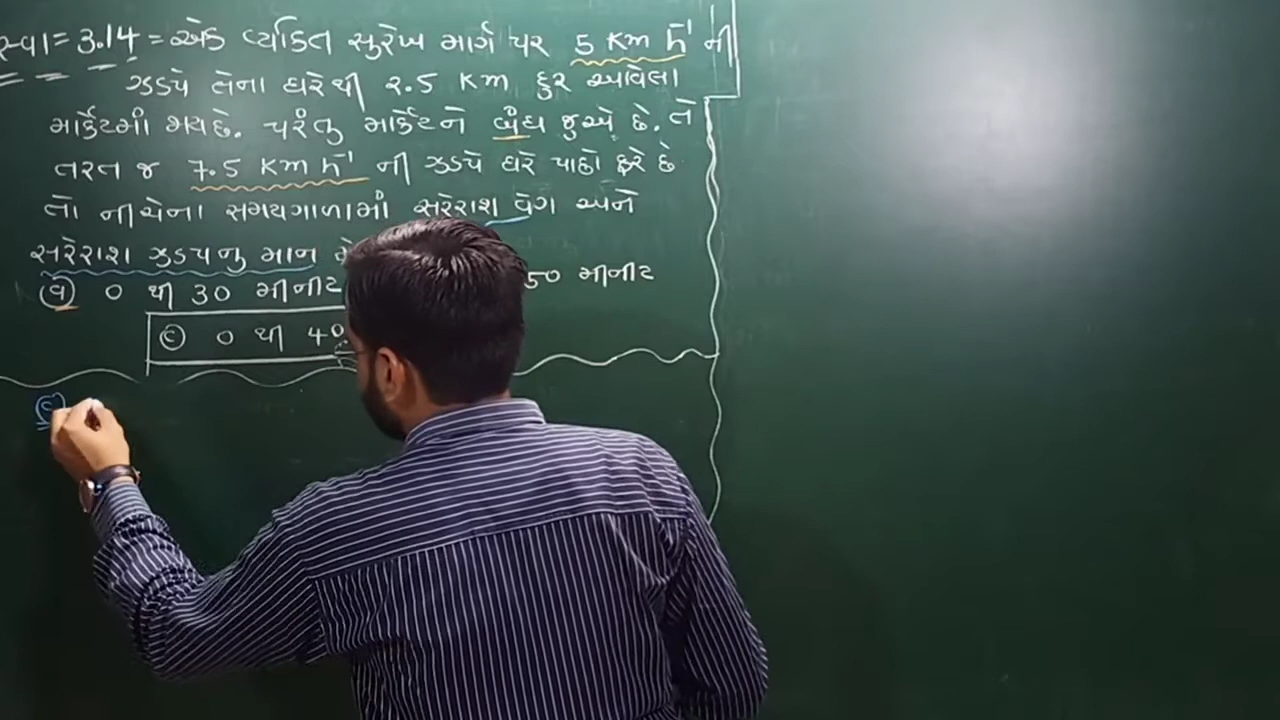 સ્વા = 3.14 = એક વ્યકિત સુરેખ માર્ગ પર 5 Km h⁻¹ ની
ઝડપે તેના ઘરેથી ૨.5 KM દુર આવેલા
માર્કેટમાં જાય છે. પરંતુ માર્કેટને બંધ જુએ છે. તે
તરત જ 7.5 Km h⁻¹ ની ઝડપે ઘરે પાછો ફરે છે
તો નીચેના સમયગાળામાં સરેરાશ વેગ અને
સરેરાશ ઝડપનુ માન
0 થી 30 મીનીટ 50 મીનીટ
ⓒ 0 થી 40
ⓒ